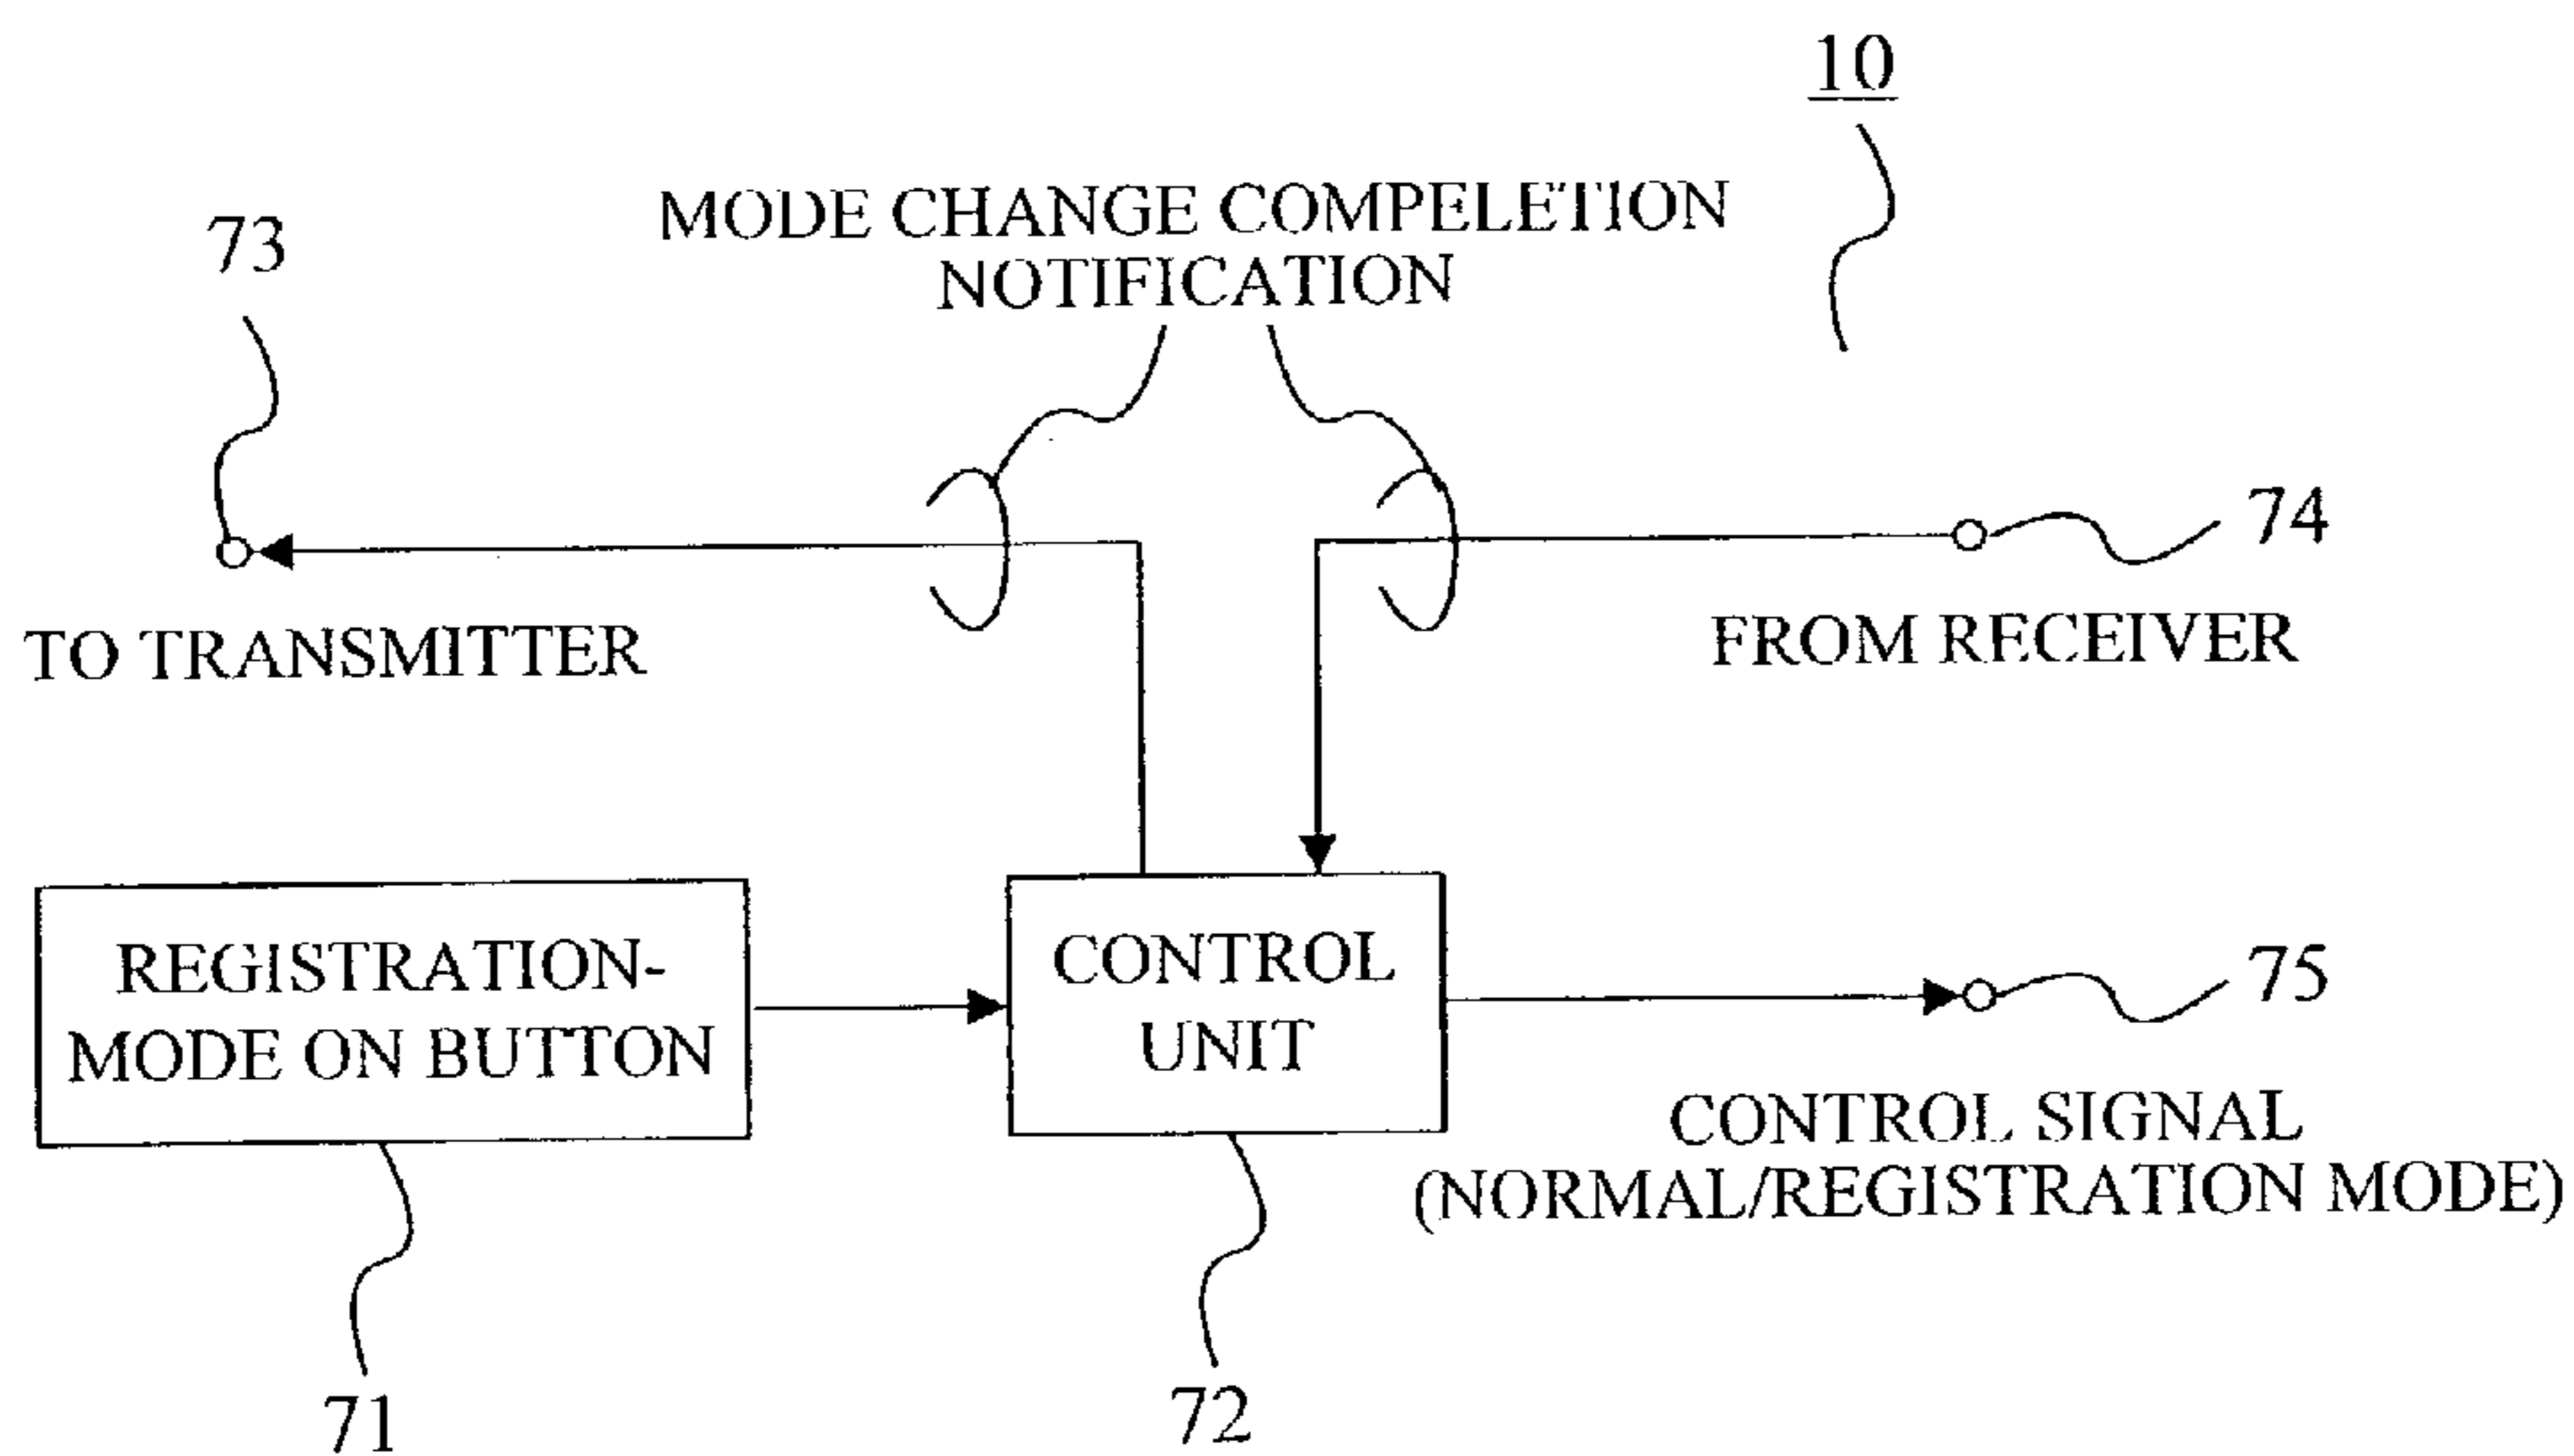 10
MODE CHANGE COMPELETION
NOTIFICATION
73
74
TO TRANSMITTER
FROM RECEIVER
REGISTRATION-
MODE ON BUTTON
CONTROL
UNIT
75
CONTROL SIGNAL
(NORMAL/REGISTRATION MODE)
71
72